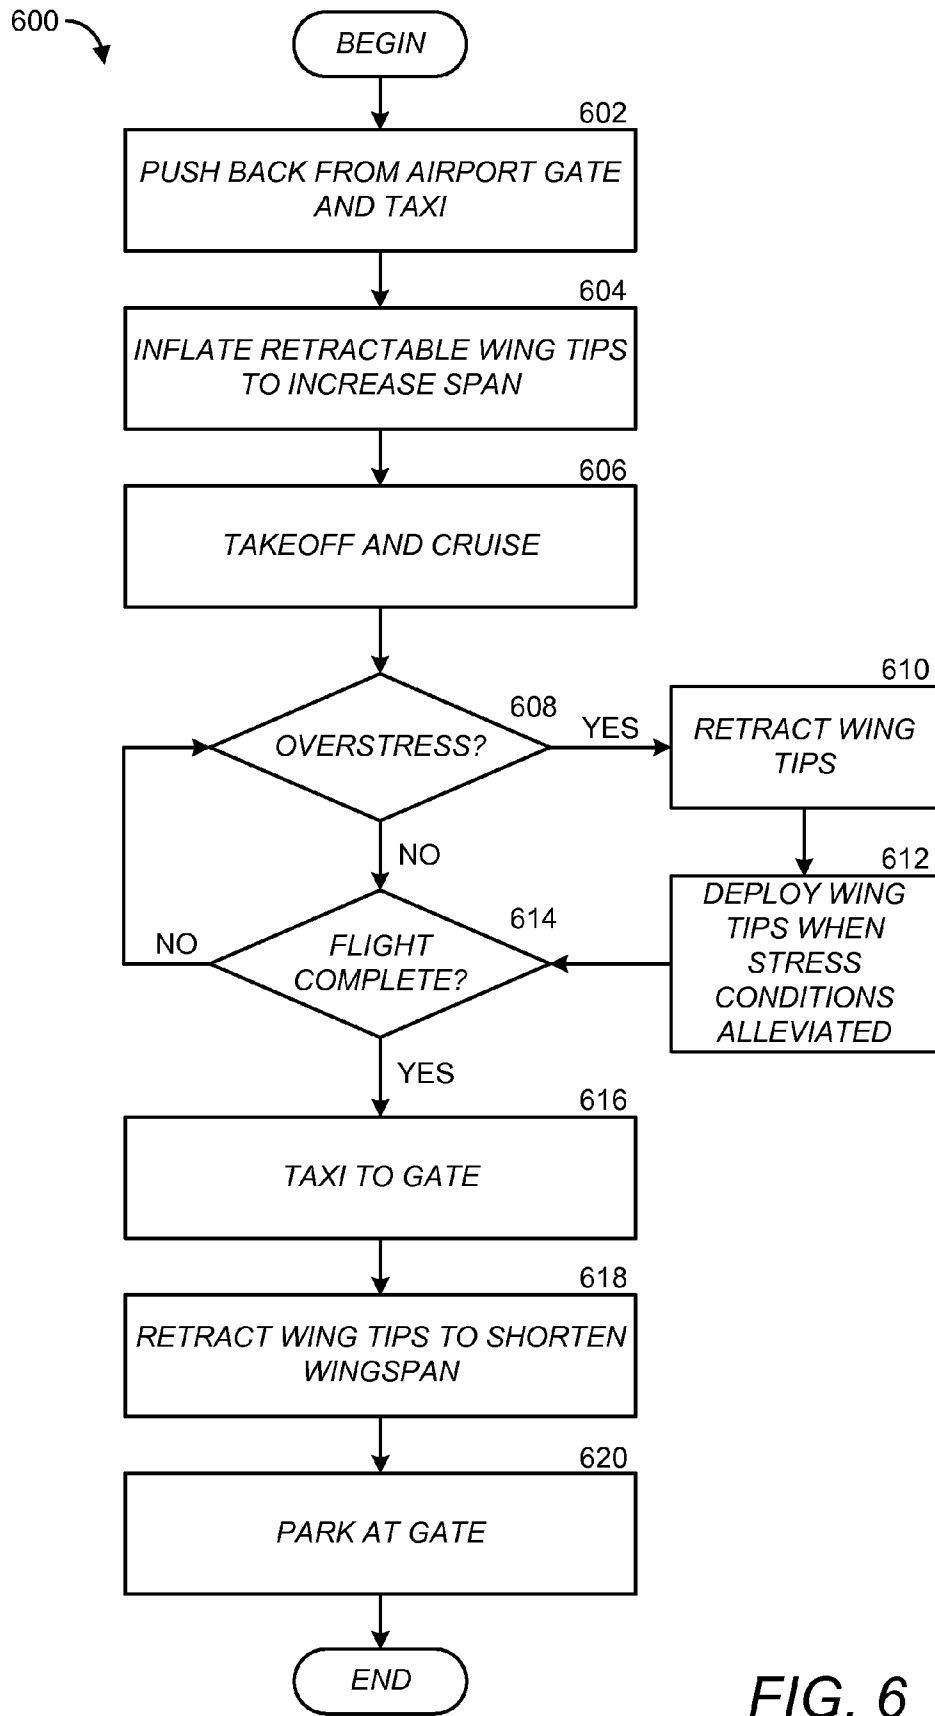 600
BEGIN
602
PUSH BACK FROM AIRPORT GATE
AND TAXI
604
INFLATE RETRACTABLE WING TIPS
TO INCREASE SPAN
606
TAKEOFF AND CRUISE
608
OVERSTRESS?
YES
610
RETRACT WING
TIPS
NO
612
DEPLOY WING
TIPS WHEN
STRESS
CONDITIONS
ALLEVIATED
614
FLIGHT
COMPLETE?
NO
YES
616
TAXI TO GATE
618
RETRACT WING TIPS TO SHORTEN
WINGSPAN
620
PARK AT GATE
END
FIG. 6